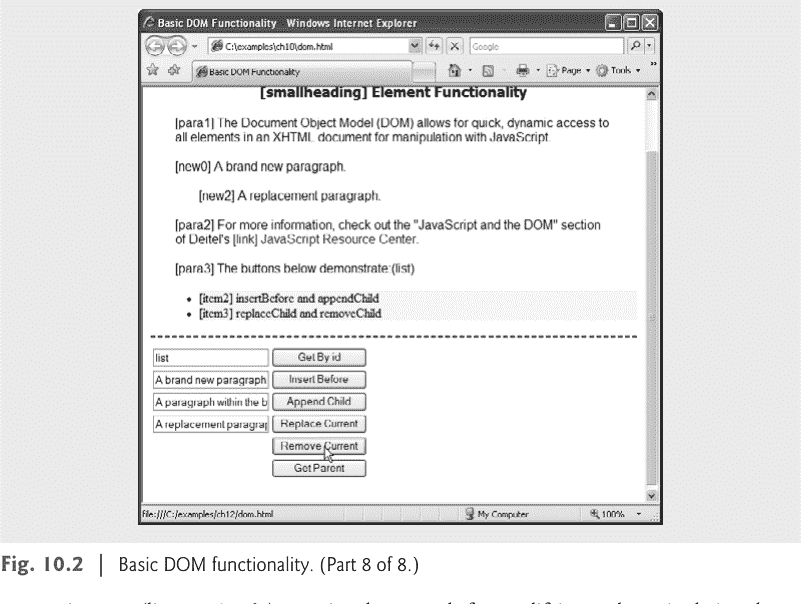 Basic DOM Functionality Windows Internet Explorer
C:\examples\ch10\dom.html
Google
Basic DOM Functionality
Page
Tools
[smallheading] Element Functionality
[para1] The Document Object Model (DOM) allows for quick, dynamic access to
all elements in an XHTML document for manipulation with JavaScript.
[new0] A brand new paragraph.
[new2] A replacement paragraph.
[para2] For more information, check out the "JavaScript and the DOM" section
of Deitel's [link] JavaScript Resource Center.
[para3] The buttons below demonstrate:(list)
• [item2] insertBefore and appendChild
• [item3] replaceChild and removeChild
list Get By id
A brand new paragraph Insert Before
A paragraph within the b Append Child
A replacement paragrap Replace Current
Remove Current
Get Parent
file:///C:/examples/ch12/dom.html My Computer 100%
Fig. 10.2 | Basic DOM functionality. (Part 8 of 8.)